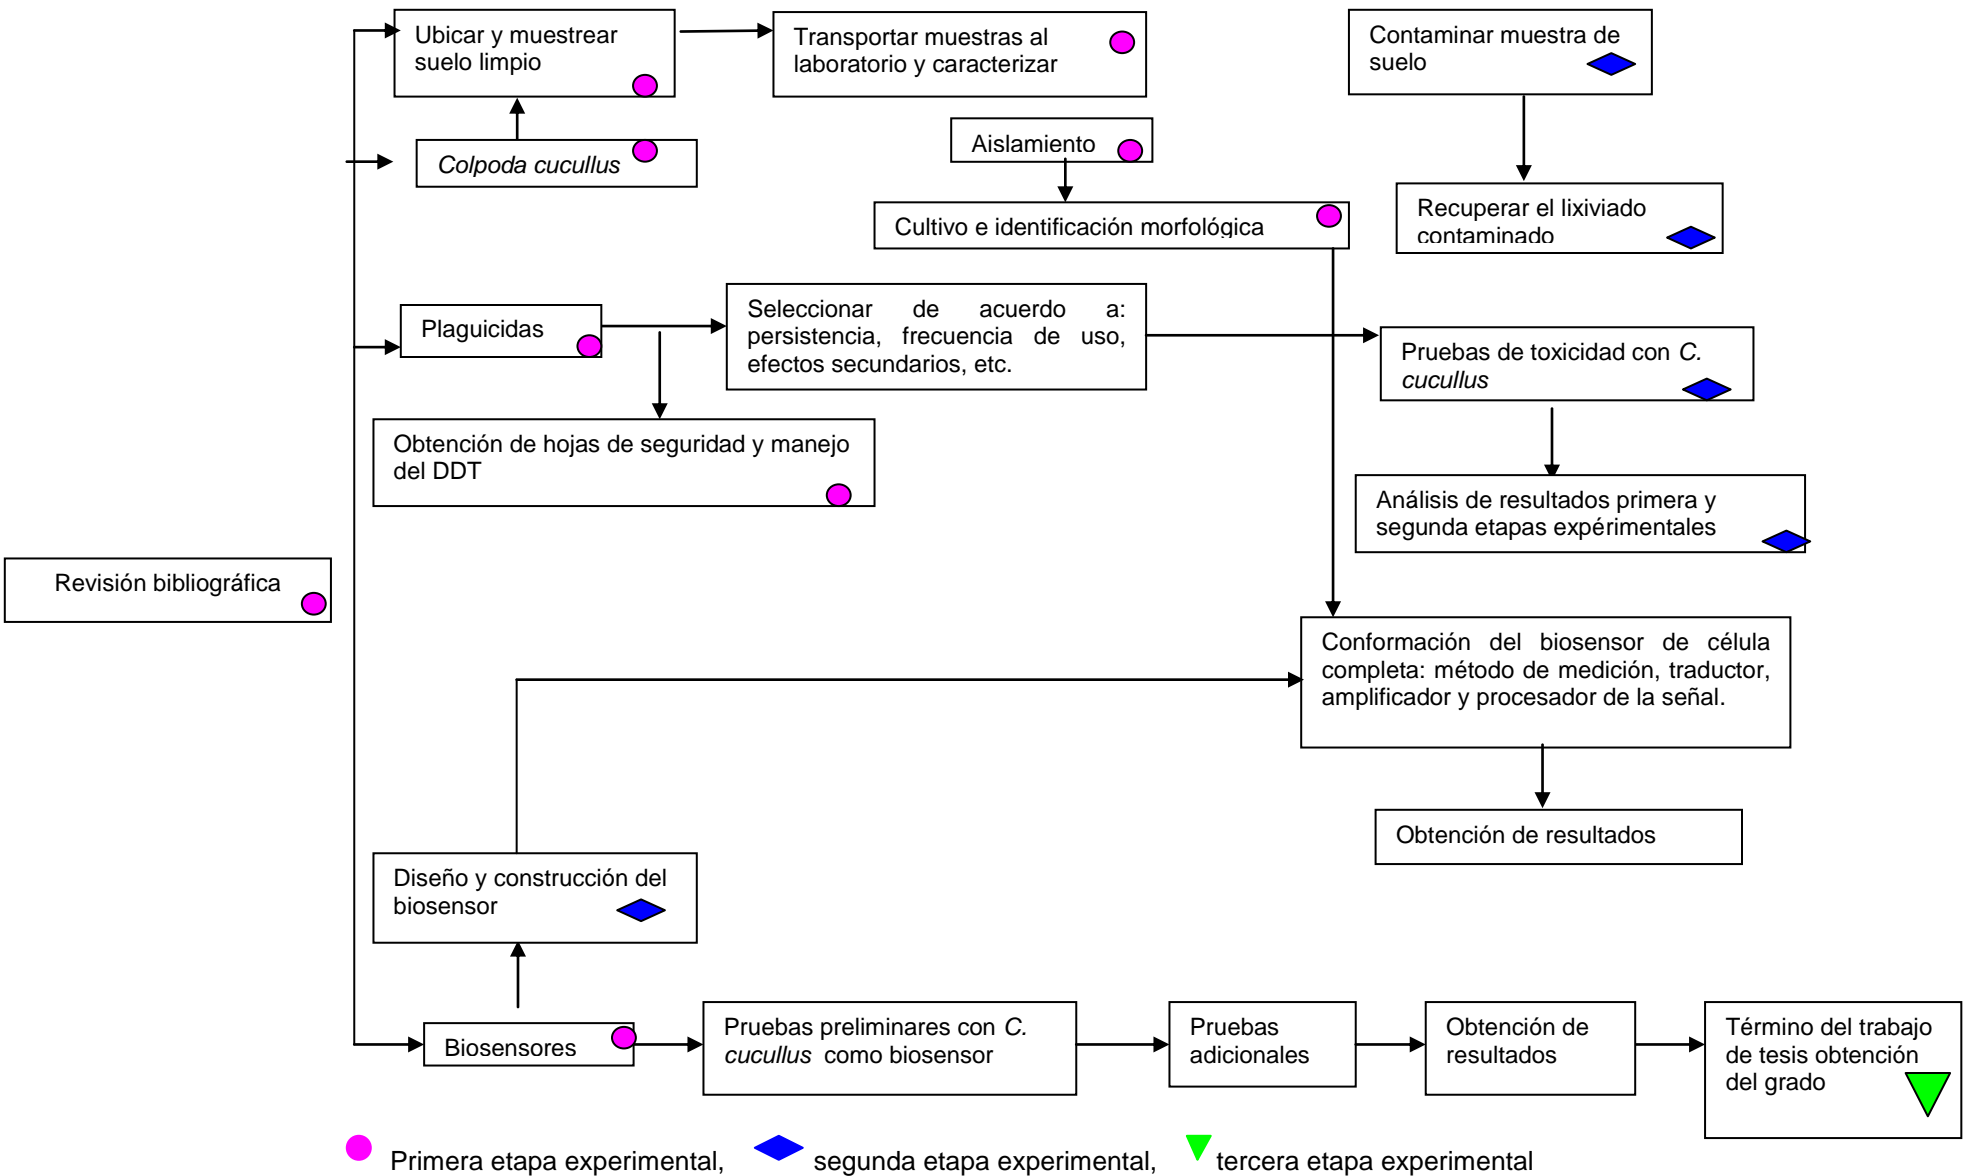 Ubicar y muestrear
suelo limpio
Transportar muestras al
laboratorio y caracterizar
Contaminar muestra de
suelo
Colpoda cucullus
Aislamiento
Cultivo e identificación morfológica
Recuperar el lixiviado
contaminado
Plaguicidas
Seleccionar de acuerdo a:
persistencia, frecuencia de uso,
efectos secundarios, etc.
Pruebas de toxicidad con C.
cucullus
Obtención de hojas de seguridad y manejo
del DDT
Análisis de resultados primera y
segunda etapas expérimentales
Revisión bibliográfica
Conformación del biosensor de célula
completa: método de medición, traductor,
amplificador y procesador de la señal.
Obtención de resultados
Diseño y construcción del
biosensor
Biosensores
Pruebas preliminares con C.
cucullus como biosensor
Pruebas
adicionales
Obtención de
resultados
Término del trabajo
de tesis obtención
del grado
Primera etapa experimental, segunda etapa experimental, tercera etapa experimental